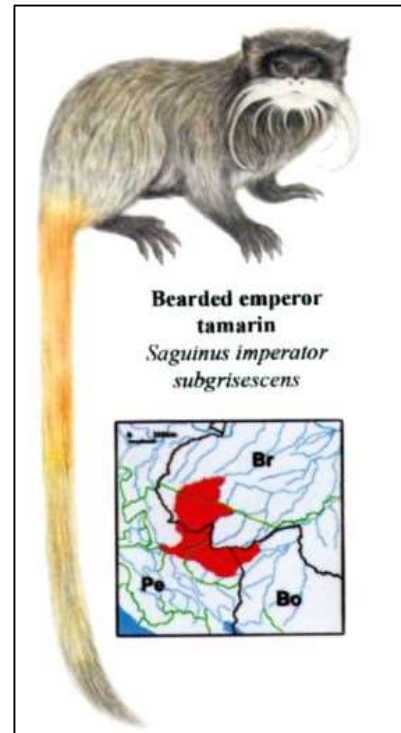 Bearded emperor
tamarin
Saguinus imperator
subgrisescens
Br
Pe
Bo